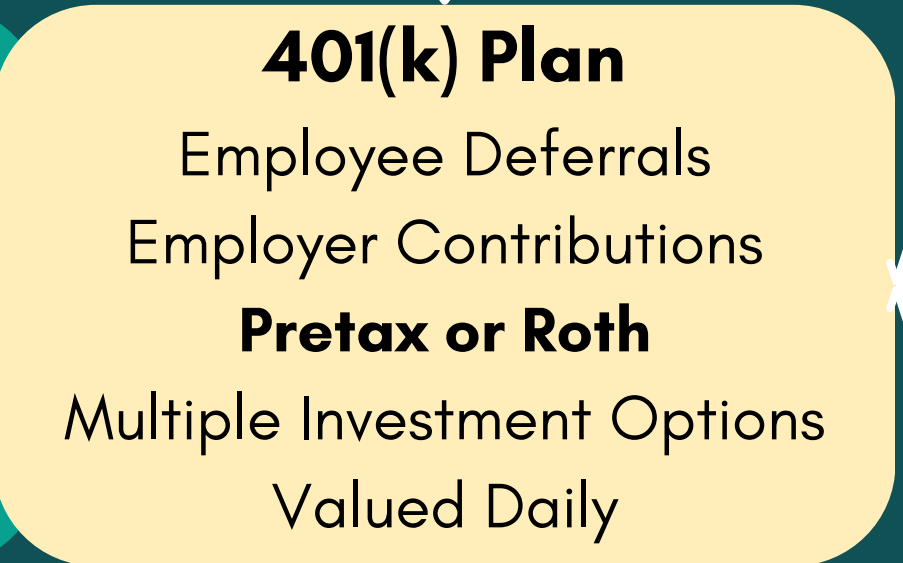 401(k) Plan
Employee Deferrals
Employer Contributions
Pretax or Roth
Multiple Investment Options
Valued Daily